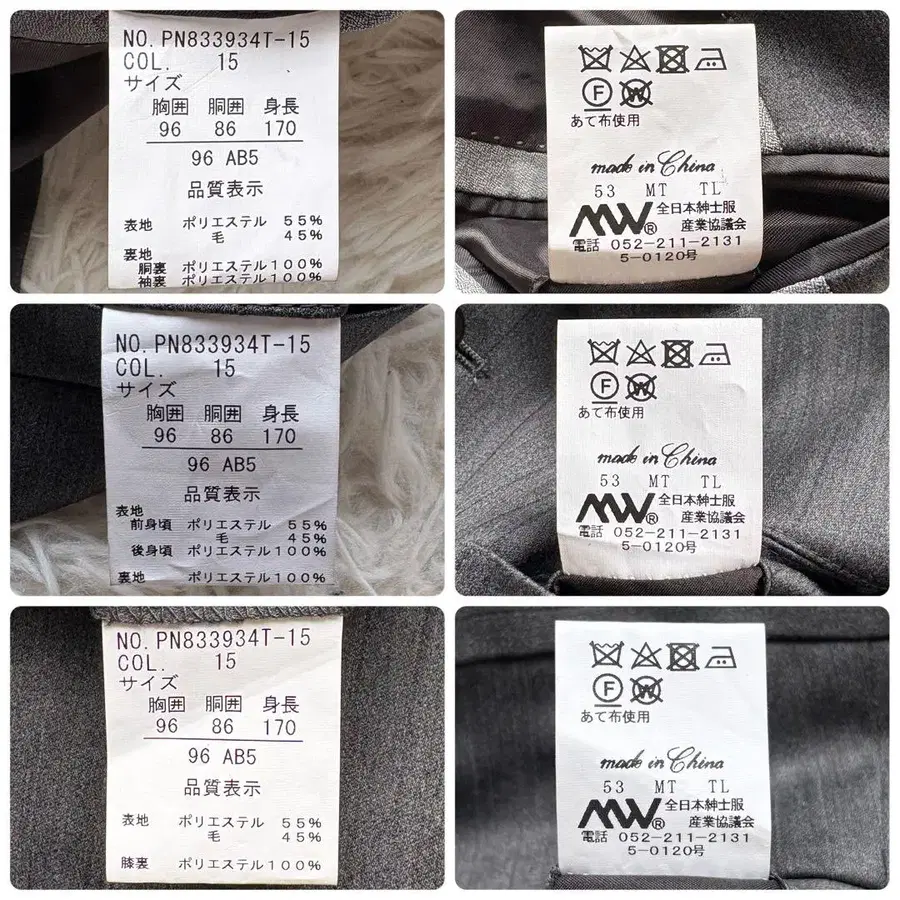 NO. PN833934T-15
COL. 15
サイズ
胸囲 胴囲 身長
96 86 170
96 AB5
品質表示
表地 ポリエステル 55%
毛 45%
裏地
胴裏 ポリエステル100%
袖裏 ポリエステル100%
F W
あて布使用
made in China
53 MT TL
MW® 全日本紳士服
産業協議会
電話 052-211-2131
5-0120号
NO. PN833934T-15
COL. 15
サイズ
胸囲 胴囲 身長
96 86 170
96 AB5
品質表示
表地
前身頃 ポリエステル 55%
毛 45%
後身頃 ポリエステル100%
裏地 ポリエステル100%
F W
あて布使用
made in China
53 MT TL
MW® 全日本紳士服
産業協議会
電話 052-211-2131
5-0120号
NO. PN833934T-15
COL. 15
サイズ
胸囲 胴囲 身長
96 86 170
96 AB5
品質表示
表地 ポリエステル 55%
毛 45%
膝裏 ポリエステル100%
F W
あて布使用
made in China
53 MT TL
MW® 全日本紳士服
産業協議会
電話 052-211-2131
5-0120号